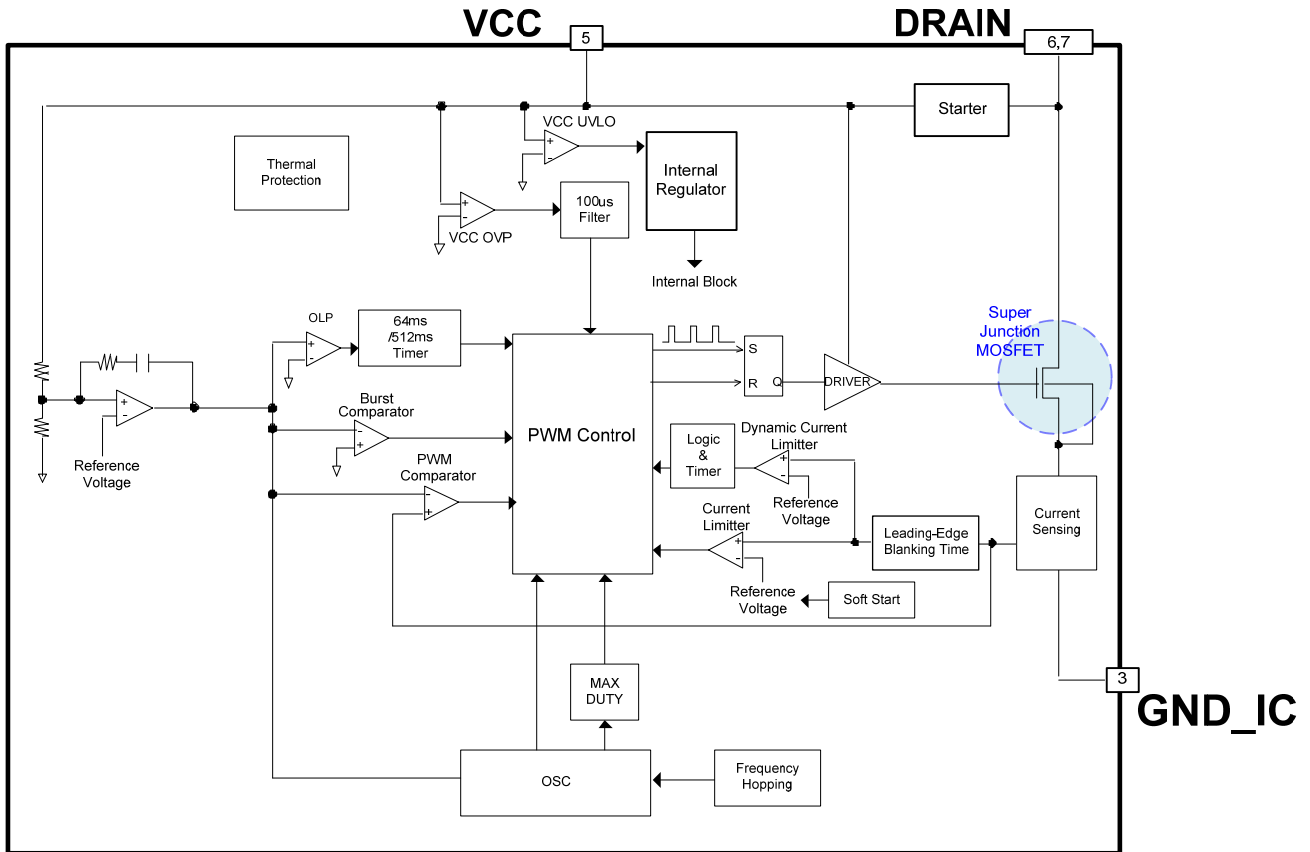 VCC
DRAIN
5
6,7
Starter
VCC UVLO
+
-
Thermal
Protection
Internal
Regulator
100us
Filter
+
-
VCC OVP
Internal Block
OLP
+
-
64ms
/512ms
Timer
Super
Junction
MOSFET
S
R
Q
DRIVER
+
-
Reference
Voltage
Burst
Comparator
-
+
PWM Control
PWM
Comparator
-
+
Logic
&
Timer
Dynamic Current
Limitter
+
-
Reference
Voltage
Current
Limitter
+
-
Reference
Voltage
Leading-Edge
Blanking Time
Current
Sensing
Soft Start
MAX
DUTY
3
GND_IC
OSC
Frequency
Hopping